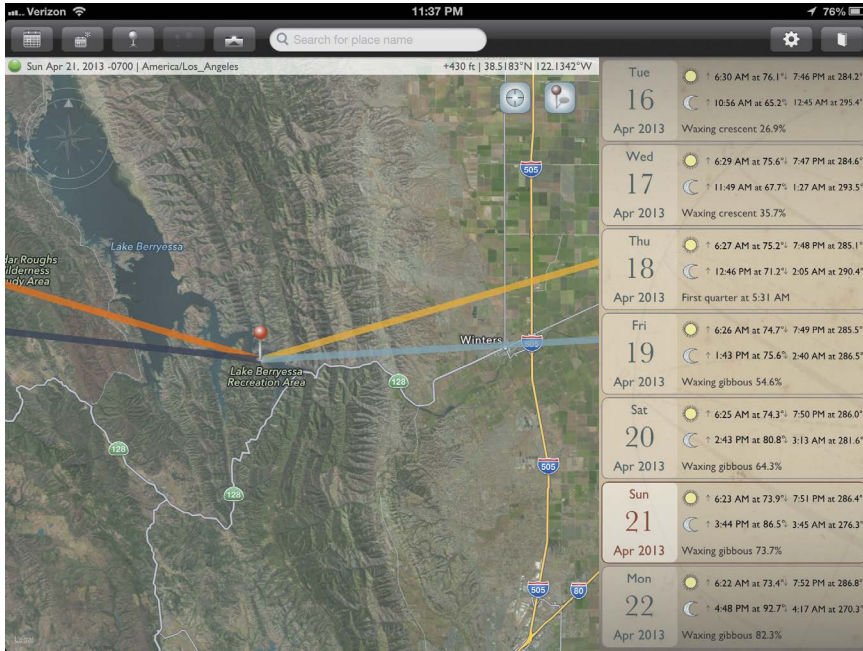 Verizon
11:37 PM
76%
Search for place name
Sun Apr 21, 2013 -0700 | America/Los_Angeles
+430 ft | 38.5183°N 122.1342°W
505
Lake Berryessa
dar Roughs
ilderness
udy Area
Winters
505
Lake Berryessa
Recreation Area
128
128
505
128
505
80
Legal
Tue
16
Apr 2013
↑ 6:30 AM at 76.1° ↓ 7:46 PM at 284.2°
↑ 10:56 AM at 65.2° 12:45 AM at 295.4°
Waxing crescent 26.9%
Wed
17
Apr 2013
↑ 6:29 AM at 75.6° ↓ 7:47 PM at 284.6°
↑ 11:49 AM at 67.7° 1:27 AM at 293.5°
Waxing crescent 35.7%
Thu
18
Apr 2013
↑ 6:27 AM at 75.2° ↓ 7:48 PM at 285.1°
↑ 12:46 PM at 71.2° 2:05 AM at 290.4°
First quarter at 5:31 AM
Fri
19
Apr 2013
↑ 6:26 AM at 74.7° ↓ 7:49 PM at 285.5°
↑ 1:43 PM at 75.6° 2:40 AM at 286.5°
Waxing gibbous 54.6%
Sat
20
Apr 2013
↑ 6:25 AM at 74.3° ↓ 7:50 PM at 286.0°
↑ 2:43 PM at 80.8° 3:13 AM at 281.6°
Waxing gibbous 64.3%
Sun
21
Apr 2013
↑ 6:23 AM at 73.9° ↓ 7:51 PM at 286.4°
↑ 3:44 PM at 86.5° 3:45 AM at 276.3°
Waxing gibbous 73.7%
Mon
22
Apr 2013
↑ 6:22 AM at 73.4° ↓ 7:52 PM at 286.8°
↑ 4:48 PM at 92.7° 4:17 AM at 270.3°
Waxing gibbous 82.3%